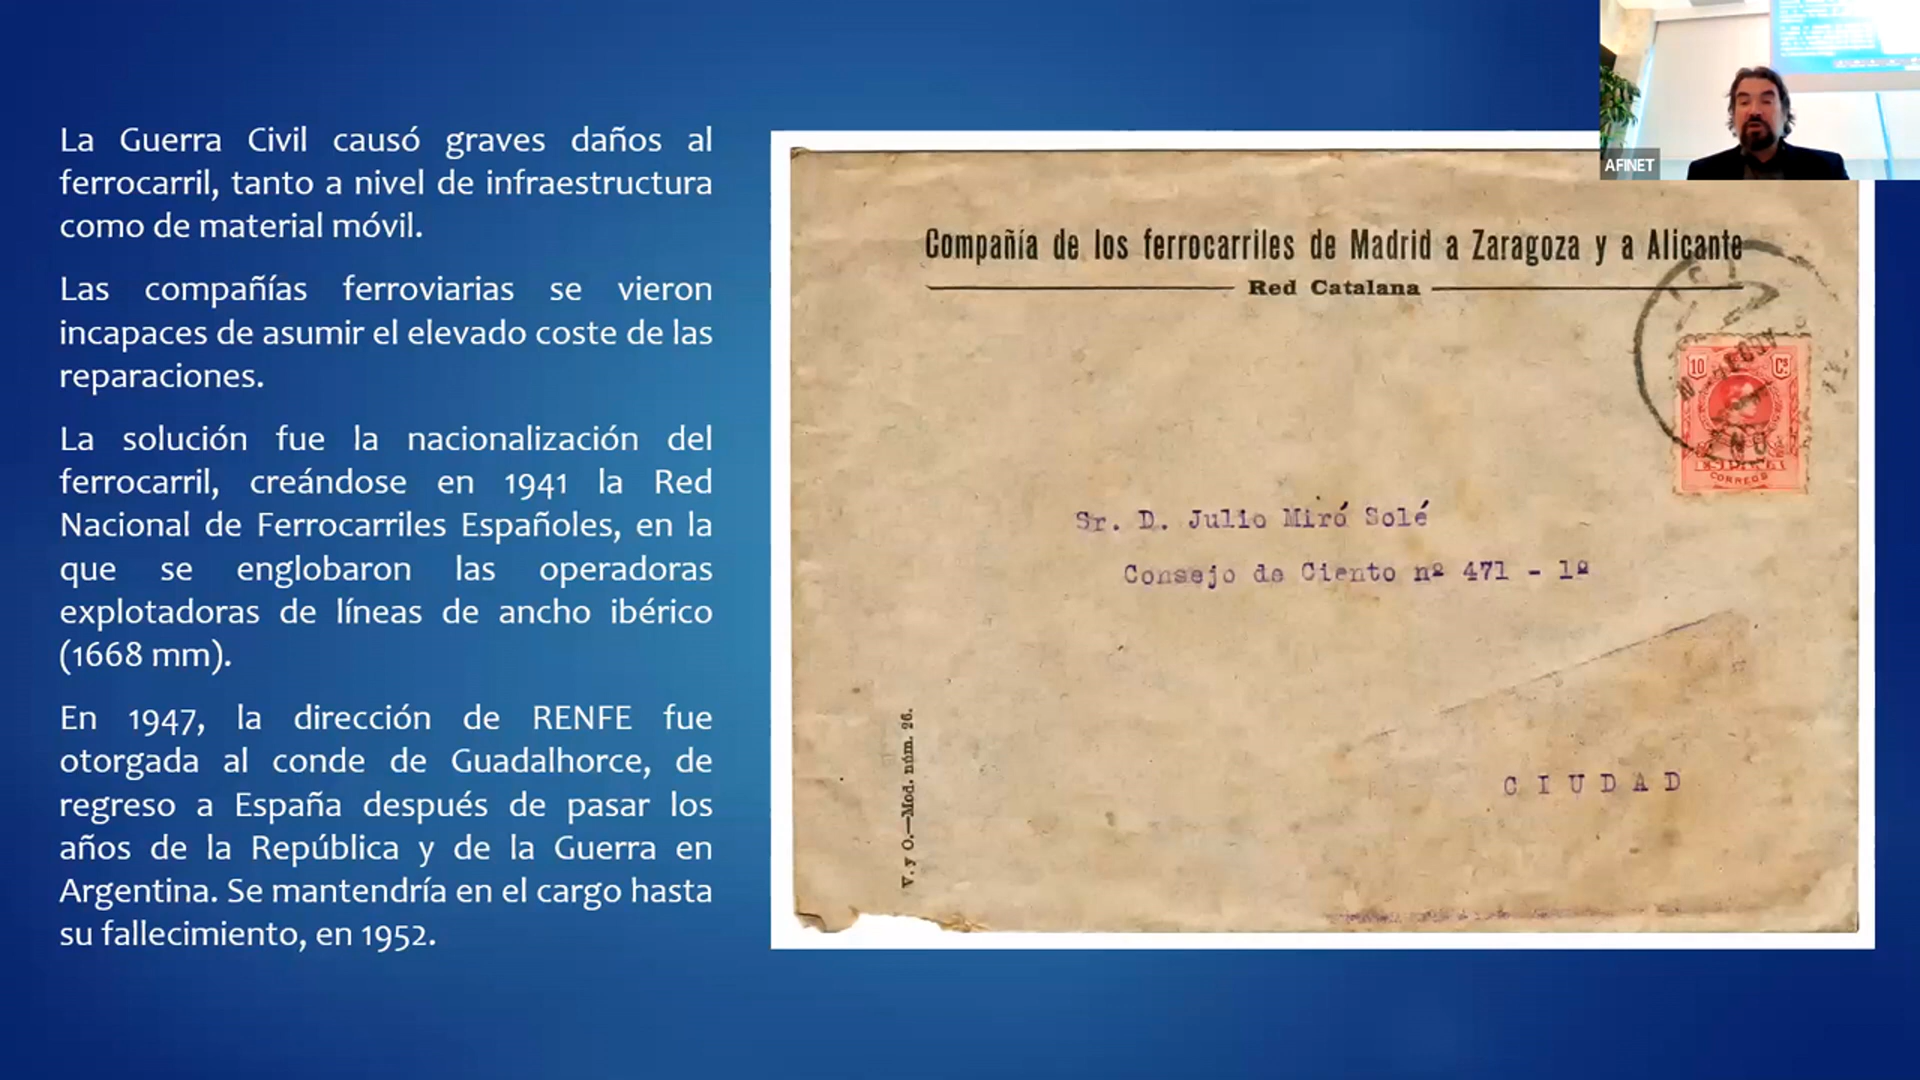 La Guerra Civil causó graves daños al
ferrocarril, tanto a nivel de infraestructura
como de material móvil.
Las compañías ferroviarias se vieron
incapaces de asumir el elevado coste de las
reparaciones.
La solución fue la nacionalización del
ferrocarril, creándose en 1941 la Red
Nacional de Ferrocarriles Españoles, en la
que se englobaron las operadoras
explotadoras de líneas de ancho ibérico
(1668 mm).
En 1947, la dirección de RENFE fue
otorgada al conde de Guadalhorce, de
regreso a España después de pasar los
años de la República y de la Guerra en
Argentina. Se mantendría en el cargo hasta
su fallecimiento, en 1952.
Compañía de los ferrocarriles de Madrid a Zaragoza y a Alicante
Red Catalana
10 Cs
CORREOS
Sr. D. Julio Miró Solé
Consejo de Ciento nº 471 - 1º
CIUDAD
V. y O.—Mod. núm. 26.
AFINET